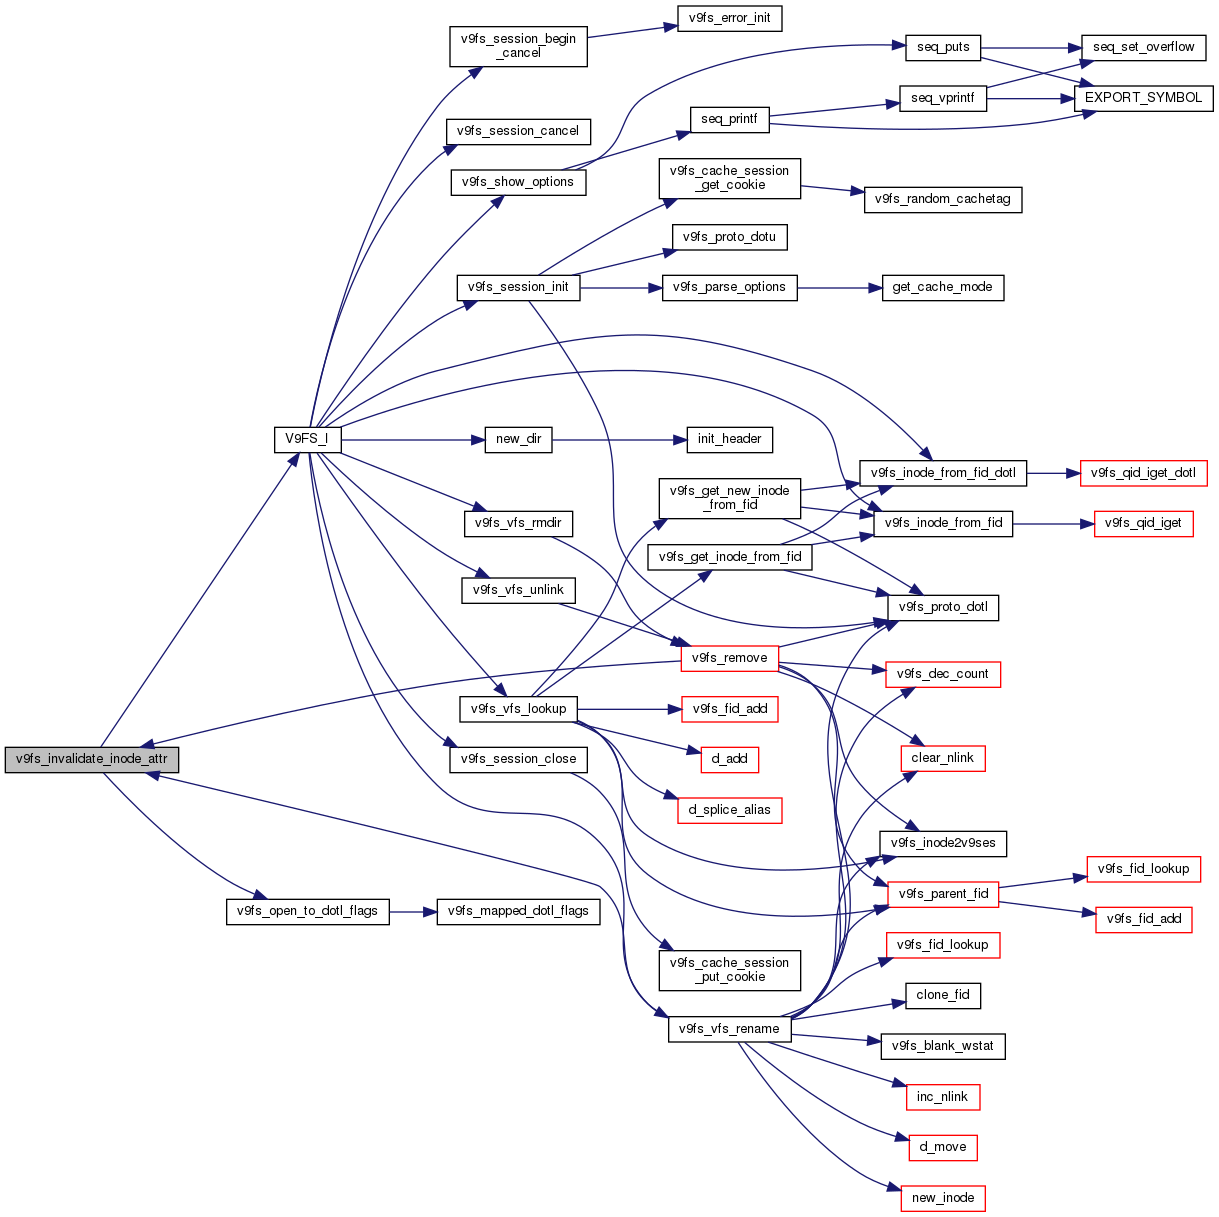 v9fs_error_init
v9fs_session_begin
_cancel
seq_puts
seq_set_overflow
seq_vprintf
EXPORT_SYMBOL
seq_printf
v9fs_session_cancel
v9fs_show_options
v9fs_cache_session
_get_cookie
v9fs_random_cachetag
v9fs_proto_dotu
v9fs_session_init
v9fs_parse_options
get_cache_mode
V9FS_I
new_dir
init_header
v9fs_inode_from_fid_dotl
v9fs_qid_iget_dotl
v9fs_get_new_inode
_from_fid
v9fs_vfs_rmdir
v9fs_inode_from_fid
v9fs_qid_iget
v9fs_get_inode_from_fid
v9fs_vfs_unlink
v9fs_proto_dotl
v9fs_remove
v9fs_dec_count
v9fs_vfs_lookup
v9fs_fid_add
v9fs_invalidate_inode_attr
v9fs_session_close
d_add
clear_nlink
d_splice_alias
v9fs_inode2v9ses
v9fs_fid_lookup
v9fs_parent_fid
v9fs_open_to_dotl_flags
v9fs_mapped_dotl_flags
v9fs_fid_add
v9fs_fid_lookup
v9fs_cache_session
_put_cookie
clone_fid
v9fs_vfs_rename
v9fs_blank_wstat
inc_nlink
d_move
new_inode